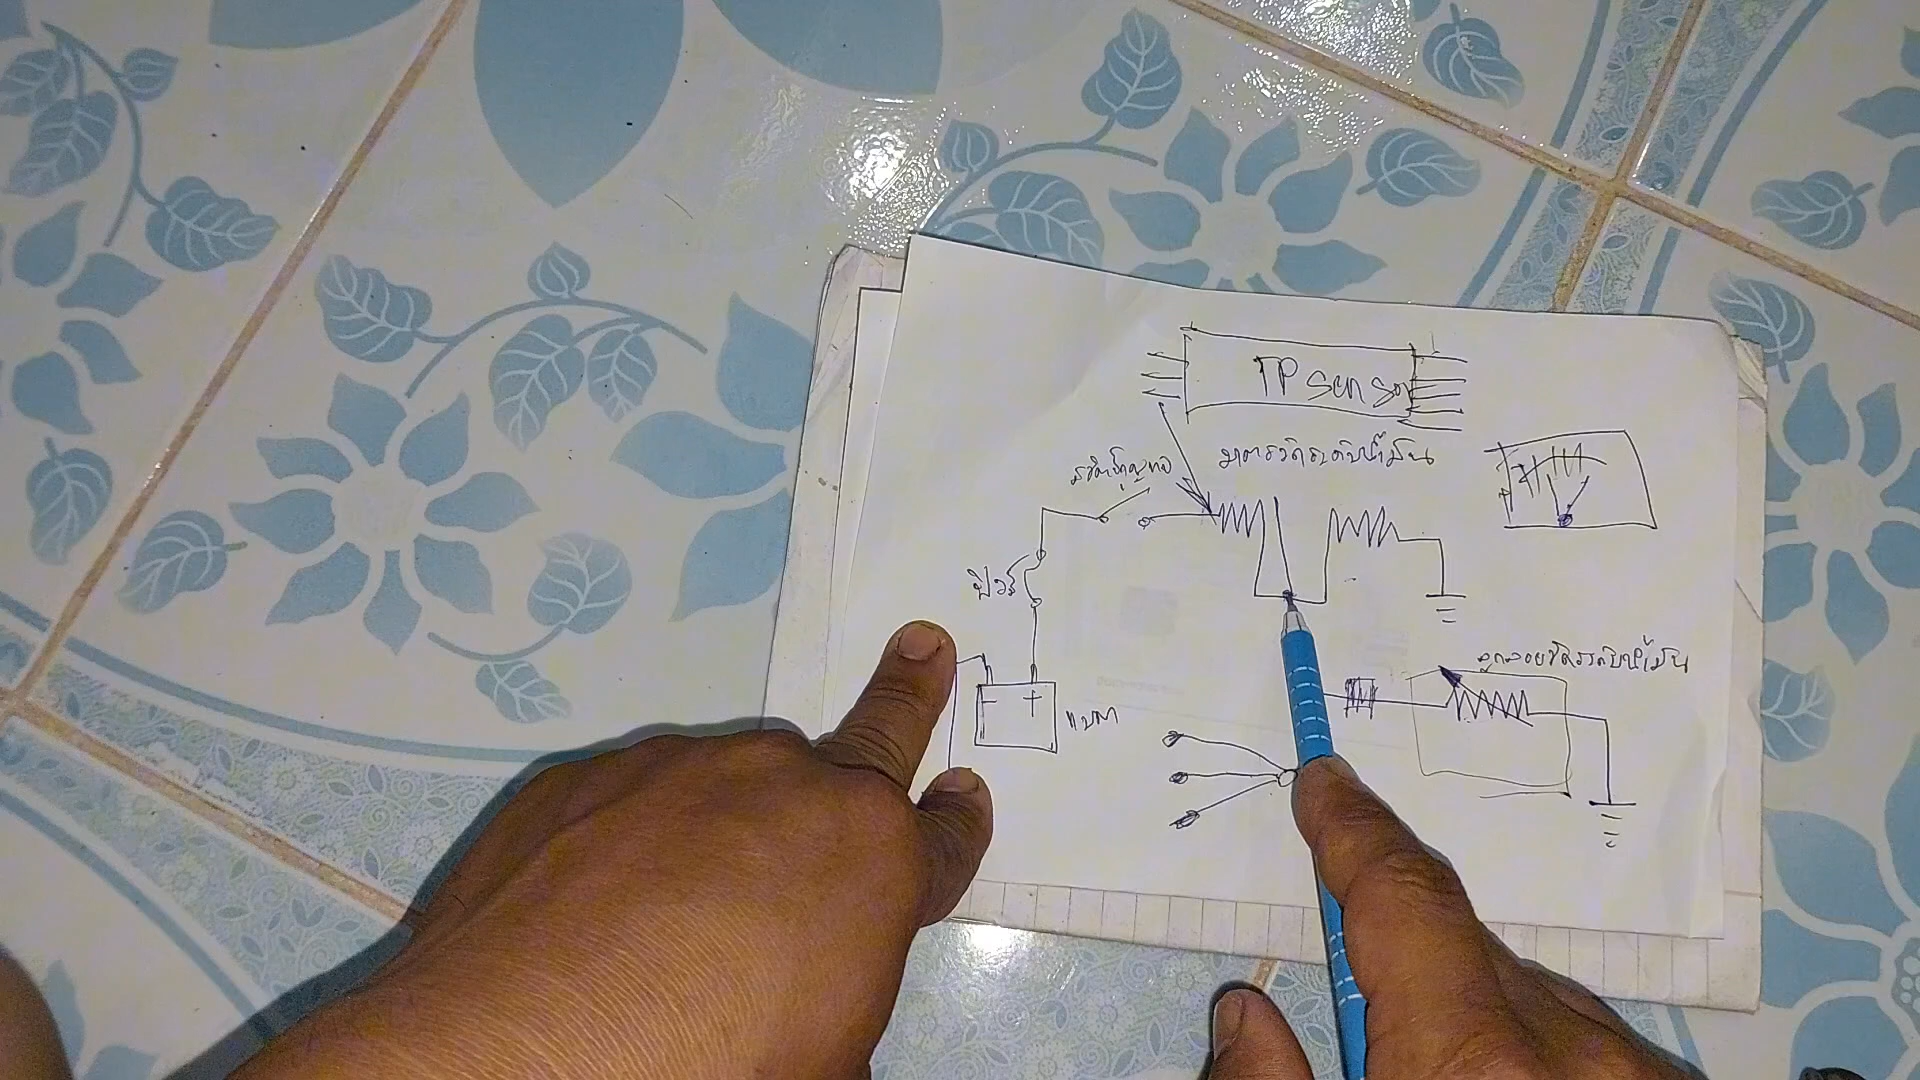 TP sensor
มาตรวัดระดับน้ำมัน
สวิตซ์กุญแจ
ฟิวส์
ลูกลอยวัดระดับน้ำมัน
- +
แบต